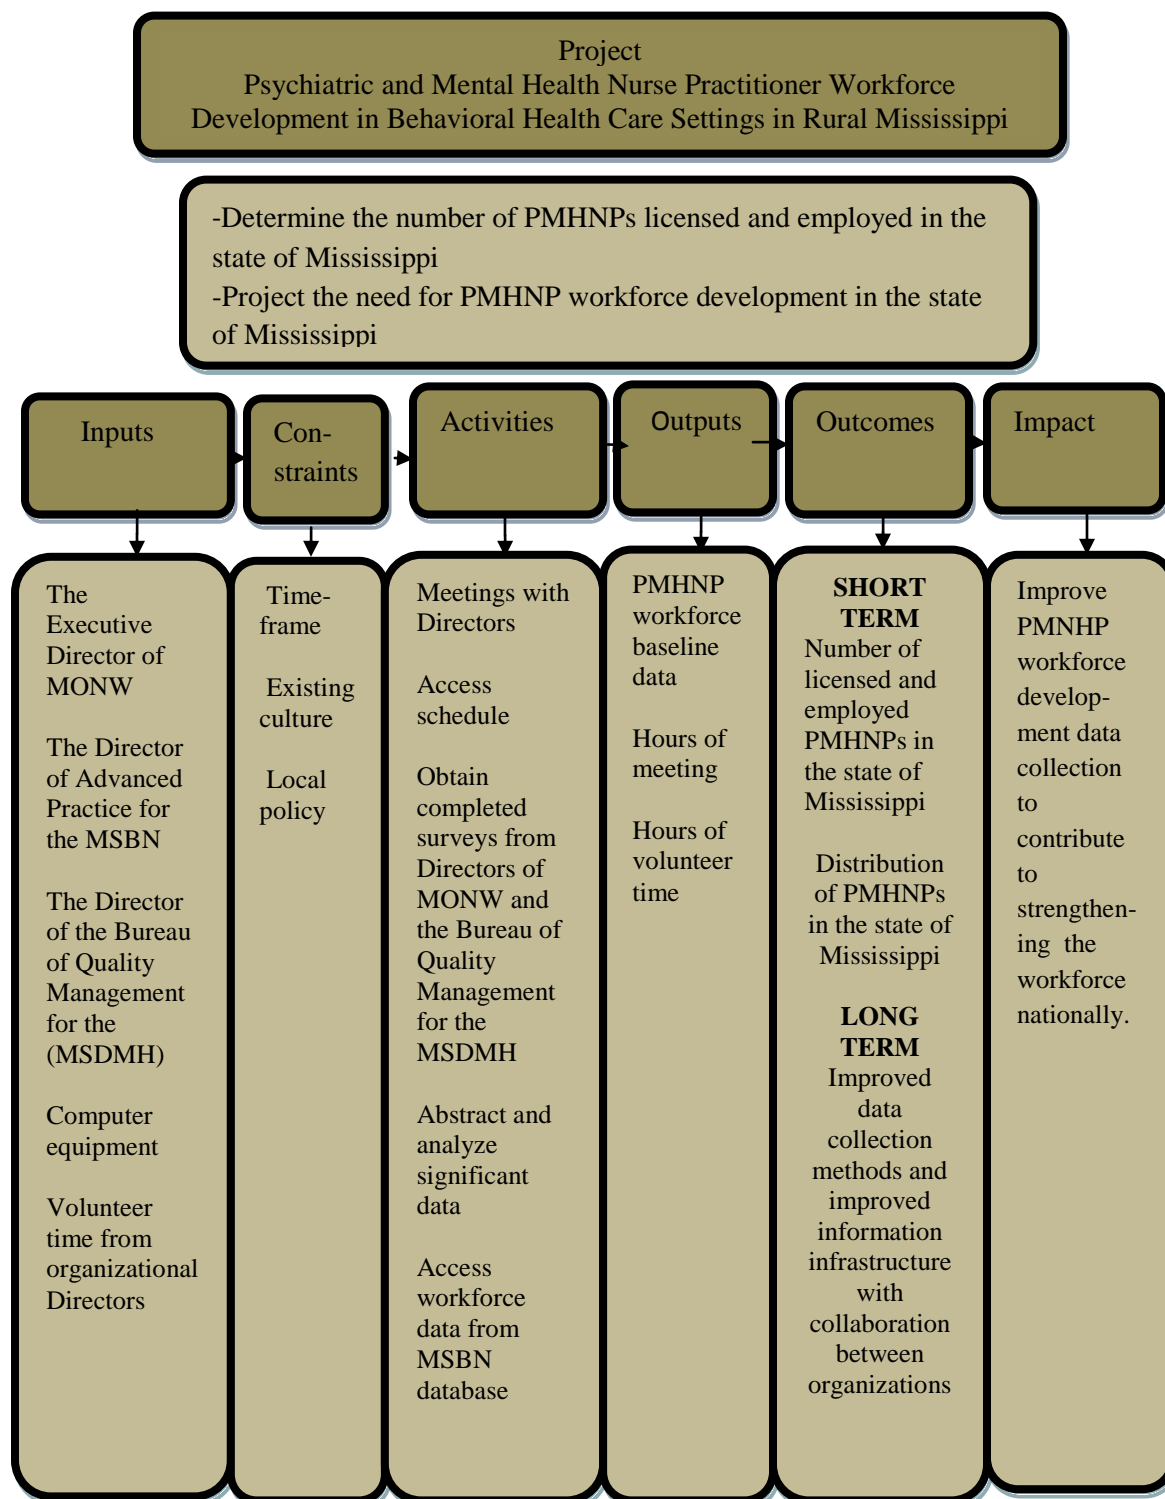 Project
Psychiatric and Mental Health Nurse Practitioner Workforce
Development in Behavioral Health Care Settings in Rural Mississippi
-Determine the number of PMHNPs licensed and employed in the
state of Mississippi
-Project the need for PMHNP workforce development in the state
of Mississippi
Inputs
Con-
straints
Activities
Outputs
Outcomes
Impact
The
Executive
Director of
MONW
The Director
of Advanced
Practice for
the MSBN
The Director
of the Bureau
of Quality
Management
for the
(MSDMH)
Computer
equipment
Volunteer
time from
organizational
Directors
Time-
frame
Existing
culture
Local
policy
Meetings with
Directors
Access
schedule
Obtain
completed
surveys from
Directors of
MONW and
the Bureau of
Quality
Management
for the
MSDMH
Abstract and
analyze
significant
data
Access
workforce
data from
MSBN
database
PMHNP
workforce
baseline
data
Hours of
meeting
Hours of
volunteer
time
SHORT
TERM
Number of
licensed and
employed
PMHNPs in
the state of
Mississippi
Distribution
of PMHNPs
in the state of
Mississippi
LONG
TERM
Improved
data
collection
methods and
improved
information
infrastructure
with
collaboration
between
organizations
Improve
PMNHP
workforce
develop-
ment data
collection
to
contribute
to
strengthen-
ing the
workforce
nationally.